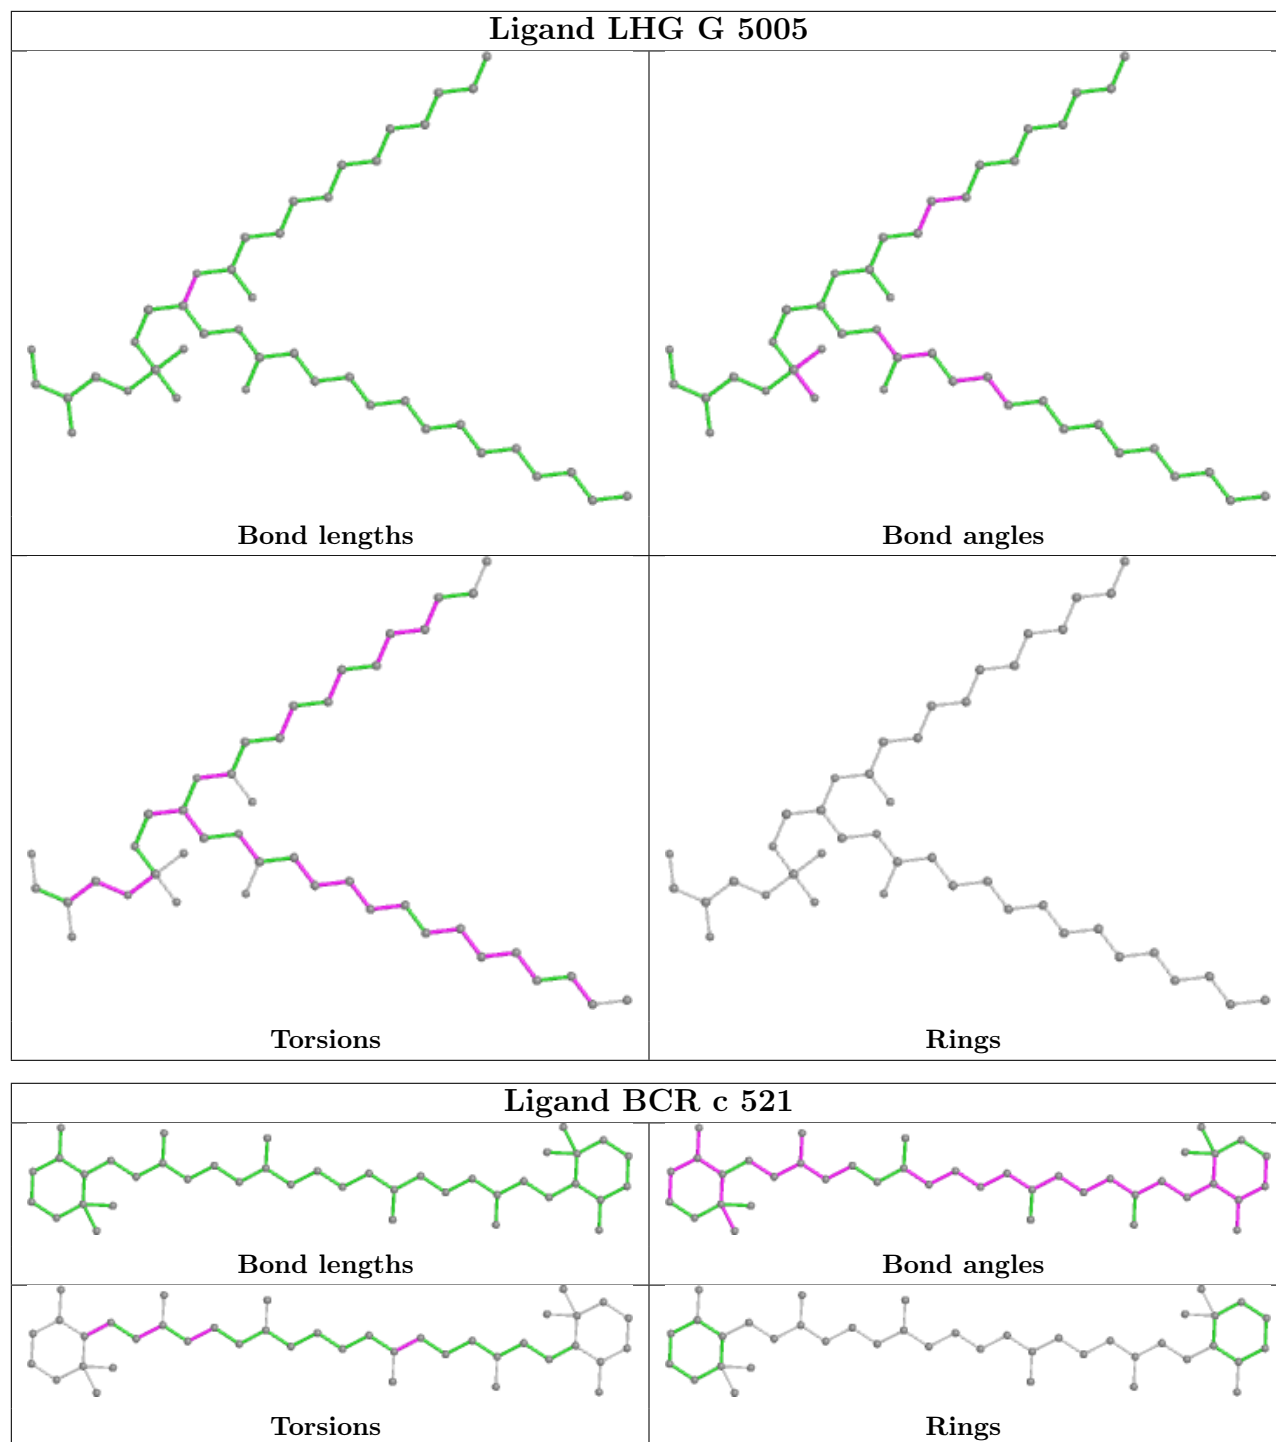 Ligand LHG G 5005
Bond lengths
Bond angles
Torsions
Rings
Ligand BCR c 521
Bond lengths
Bond angles
Torsions
Rings